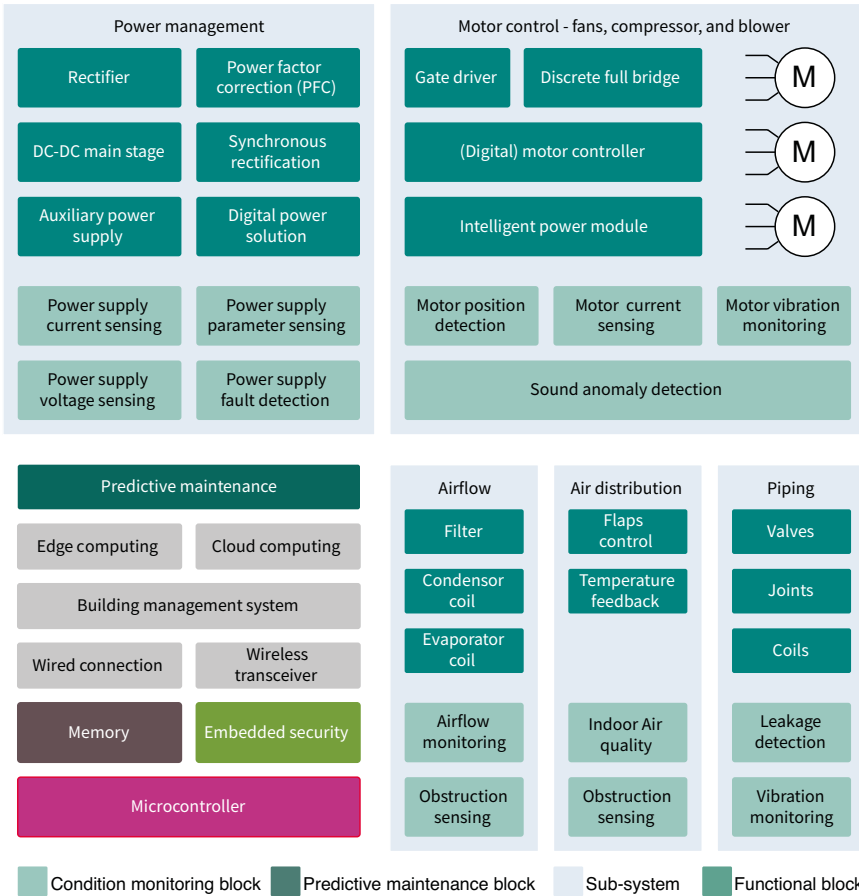 Power management
Rectifier
Power factor
correction (PFC)
DC-DC main stage
Synchronous
rectification
Auxiliary power
supply
Digital power
solution
Power supply
current sensing
Power supply
parameter sensing
Power supply
voltage sensing
Power supply
fault detection
Motor control - fans, compressor, and blower
Gate driver
Discrete full bridge
M
(Digital) motor controller
M
Intelligent power module
M
Motor position
detection
Motor current
sensing
Motor vibration
monitoring
Sound anomaly detection
Predictive maintenance
Edge computing
Cloud computing
Building management system
Wired connection
Wireless
transceiver
Memory
Embedded security
Microcontroller
Airflow
Filter
Condensor
coil
Evaporator
coil
Airflow
monitoring
Obstruction
sensing
Air distribution
Flaps
control
Temperature
feedback
Indoor Air
quality
Obstruction
sensing
Piping
Valves
Joints
Coils
Leakage
detection
Vibration
monitoring
Condition monitoring block
Predictive maintenance block
Sub-system
Functional block